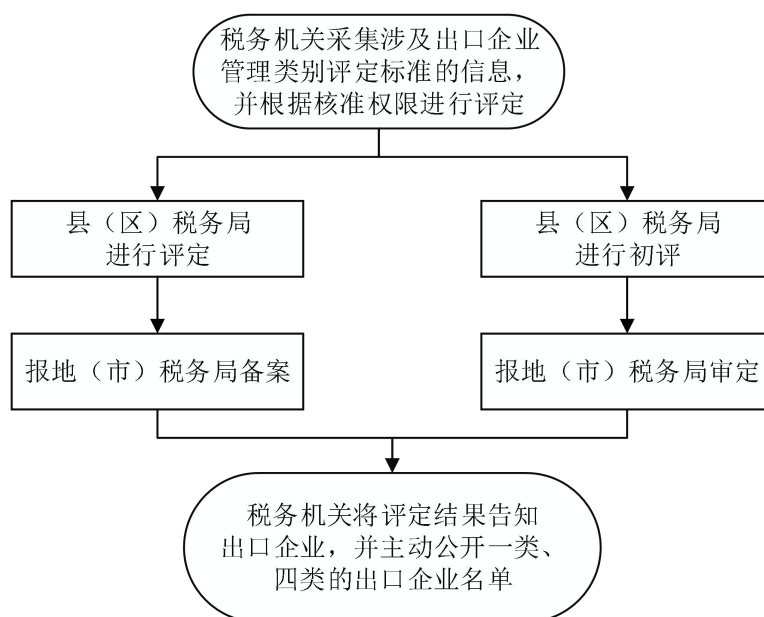 税务机关采集涉及出口企业
管理类别评定标准的信息，
并根据核准权限进行评定
县（区）税务局
进行评定
县（区）税务局
进行初评
报地（市）税务局备案
报地（市）税务局审定
税务机关将评定结果告知
出口企业，并主动公开一类、
四类的出口企业名单